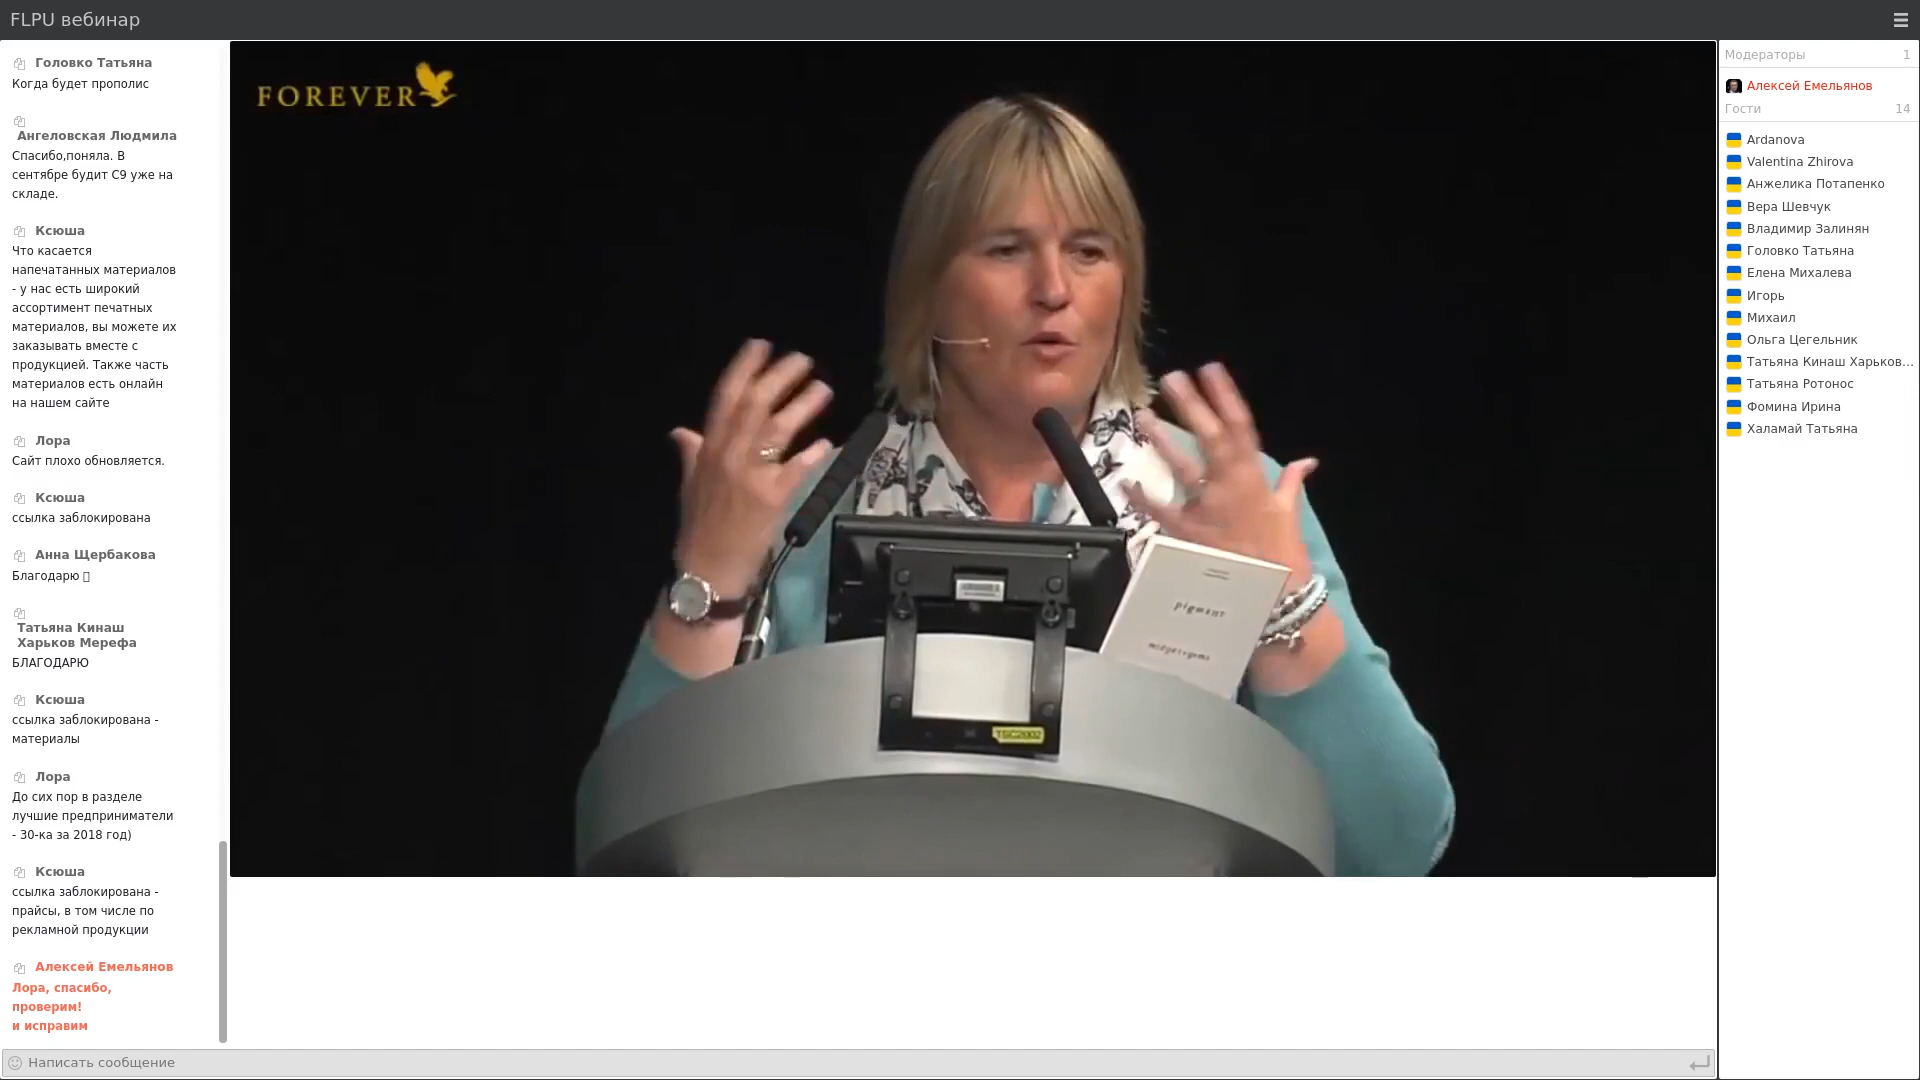 FLPU вебинар
Головко Татьяна
Когда будет прополис
Ангеловская Людмила
Спасибо,поняла. В
сентябре будит С9 уже на
складе.
Ксюша
Что касается
напечатанных материалов
- у нас есть широкий
ассортимент печатных
материалов, вы можете их
заказывать вместе с
продукцией. Также часть
материалов есть онлайн
на нашем сайте
Лора
Сайт плохо обновляется.
Ксюша
ссылка заблокирована
Анна Щербакова
Благодарю
Татьяна Кинаш
Харьков Мерефа
БЛАГОДАРЮ
Ксюша
ссылка заблокирована -
материалы
Лора
До сих пор в разделе
лучшие предприниматели
- 30-ка за 2018 год)
Ксюша
ссылка заблокирована -
прайсы, в том числе по
рекламной продукции
Алексей Емельянов
Лора, спасибо,
проверим!
и исправим
Написать сообщение
FOREVER
pigment
Модераторы 1
Алексей Емельянов
Гости 14
Ardanova
Valentina Zhirova
Анжелика Потапенко
Вера Шевчук
Владимир Залинян
Головко Татьяна
Елена Михалева
Игорь
Михаил
Ольга Цегельник
Татьяна Кинаш Харьков...
Татьяна Ротонос
Фомина Ирина
Халамай Татьяна